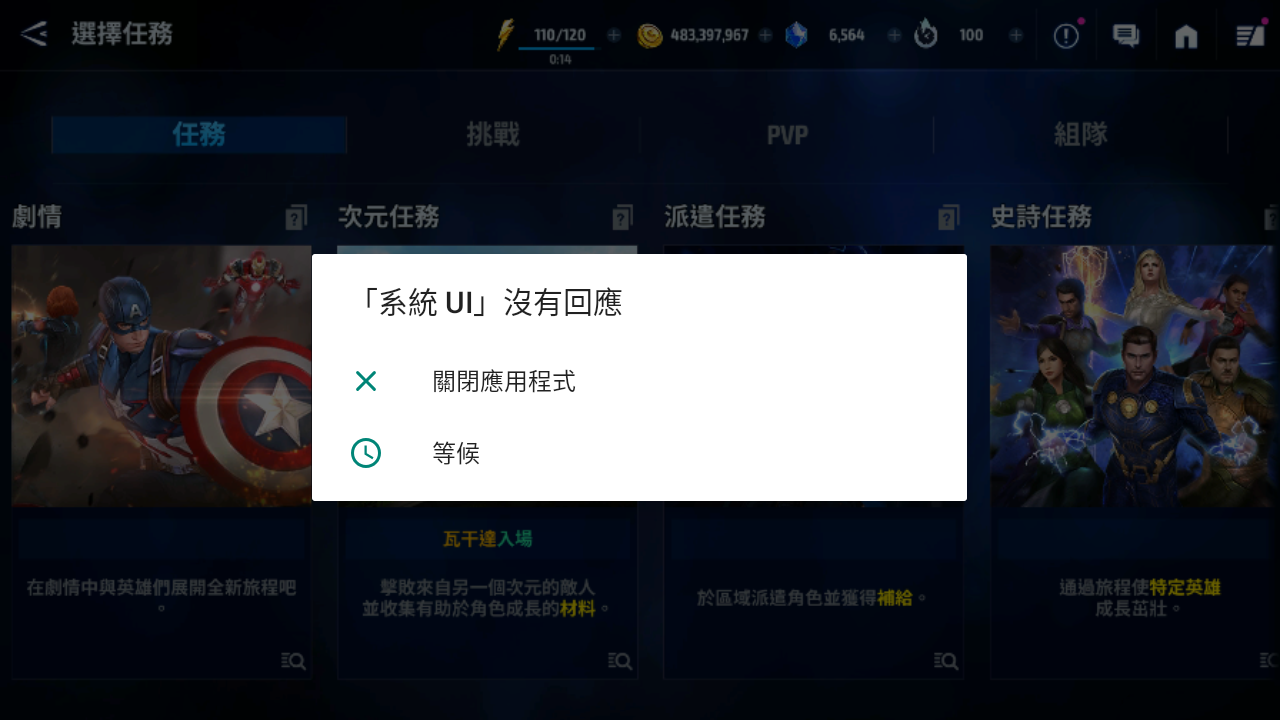 選擇任務
110/120
0:14
483,397,967
6,564
100
任務
挑戰
PVP
組隊
劇情
次元任務
派遣任務
史詩任務
「系統 UI」沒有回應
關閉應用程式
等候
在劇情中與英雄們展開全新旅程吧
。
瓦干達入場
擊敗來自另一個次元的敵人
並收集有助於角色成長的材料。
於區域派遣角色並獲得補給。
通過旅程使特定英雄
成長茁壯。